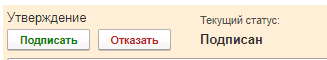 Утверждение
Текущий статус:
Подписать Отказать
Подписан